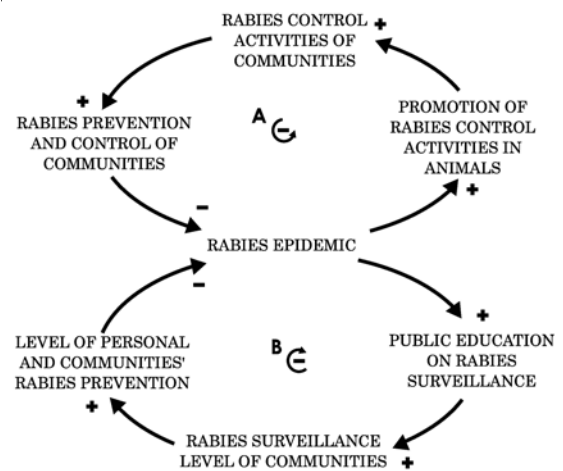 RABIES CONTROL +
ACTIVITIES OF
COMMUNITIES
+
RABIES PREVENTION
AND CONTROL OF
COMMUNITIES
A
−
PROMOTION OF
RABIES CONTROL
ACTIVITIES IN
ANIMALS
+
−
RABIES EPIDEMIC
−
+
LEVEL OF PERSONAL
AND COMMUNITIES'
RABIES PREVENTION
+
B
−
PUBLIC EDUCATION
ON RABIES
SURVEILLANCE
RABIES SURVEILLANCE
LEVEL OF COMMUNITIES +